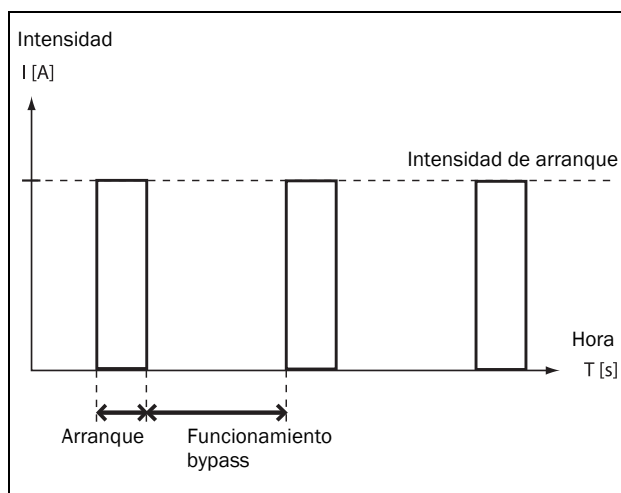 Intensidad
I [A]
Intensidad de arranque
Hora
T [s]
Arranque
Funcionamiento
bypass